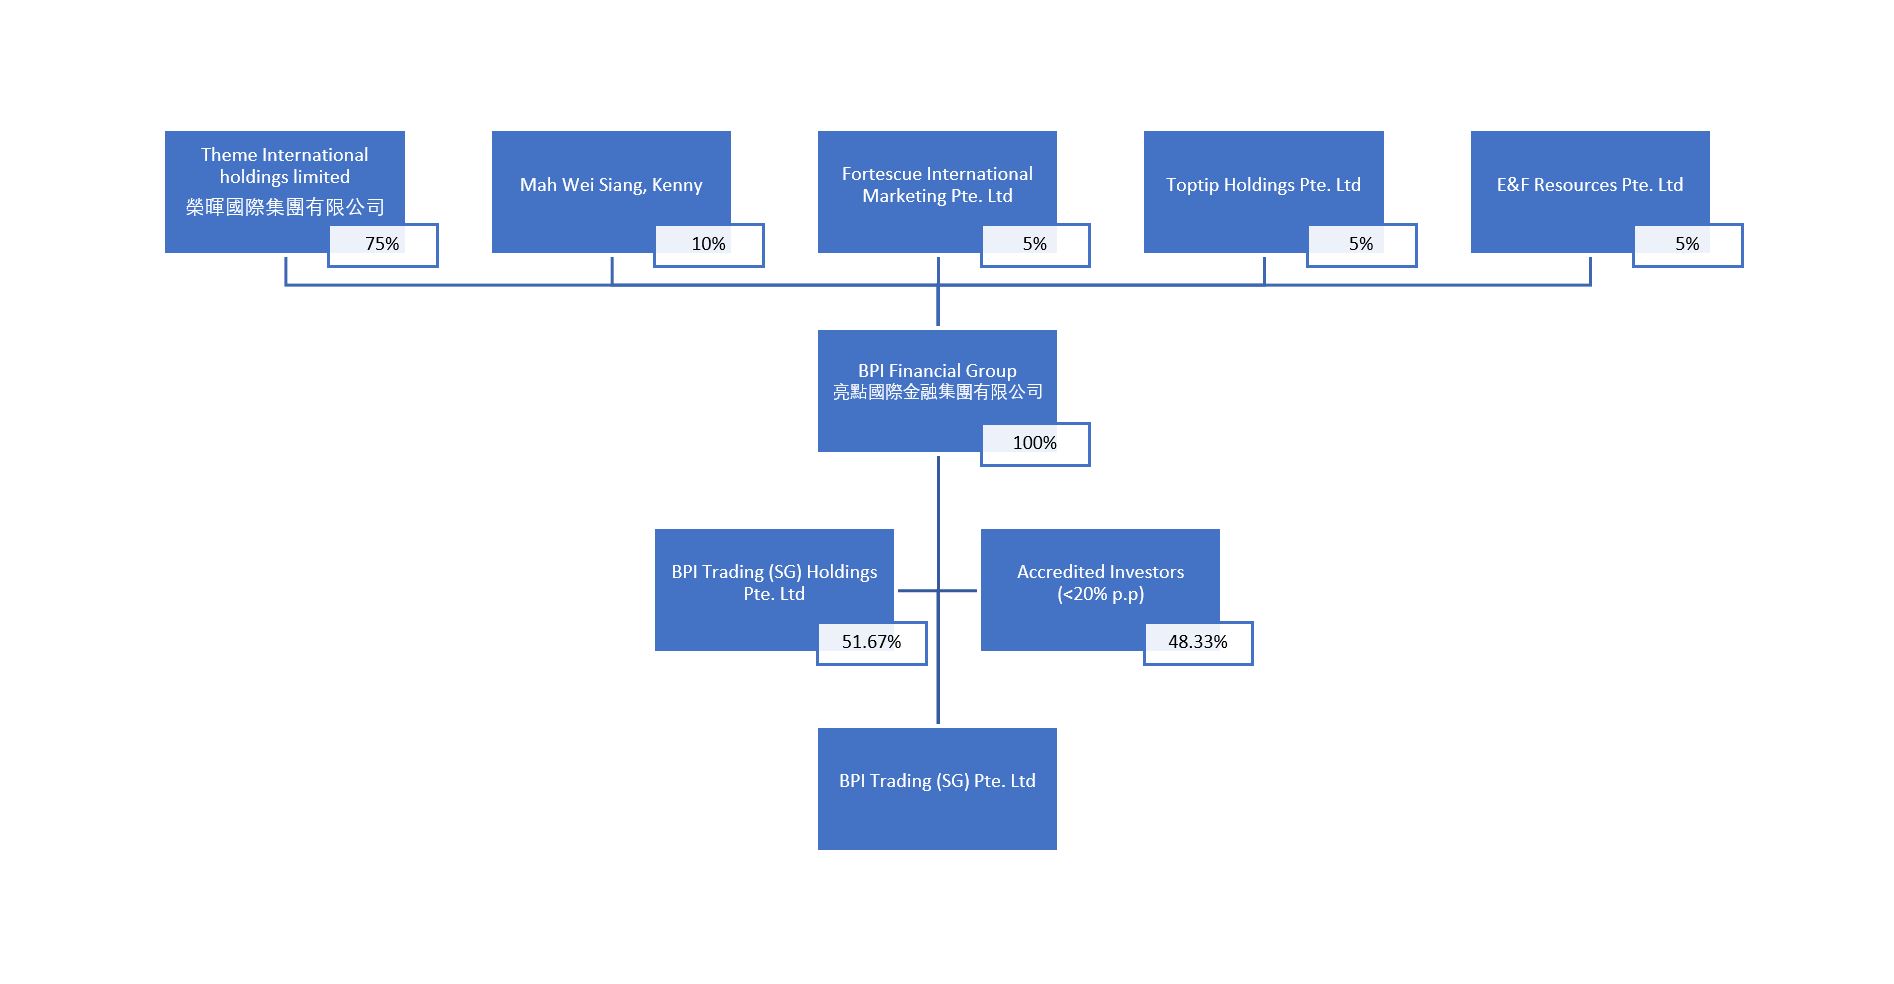 Theme International
holdings limited
榮暉國際集團有限公司
75%
Mah Wei Siang, Kenny
10%
Fortescue International
Marketing Pte. Ltd
5%
Toptip Holdings Pte. Ltd
5%
E&F Resources Pte. Ltd
5%
BPI Financial Group
亮點國際金融集團有限公司
100%
BPI Trading (SG) Holdings
Pte. Ltd
51.67%
Accredited Investors
(<20% p.p)
48.33%
BPI Trading (SG) Pte. Ltd